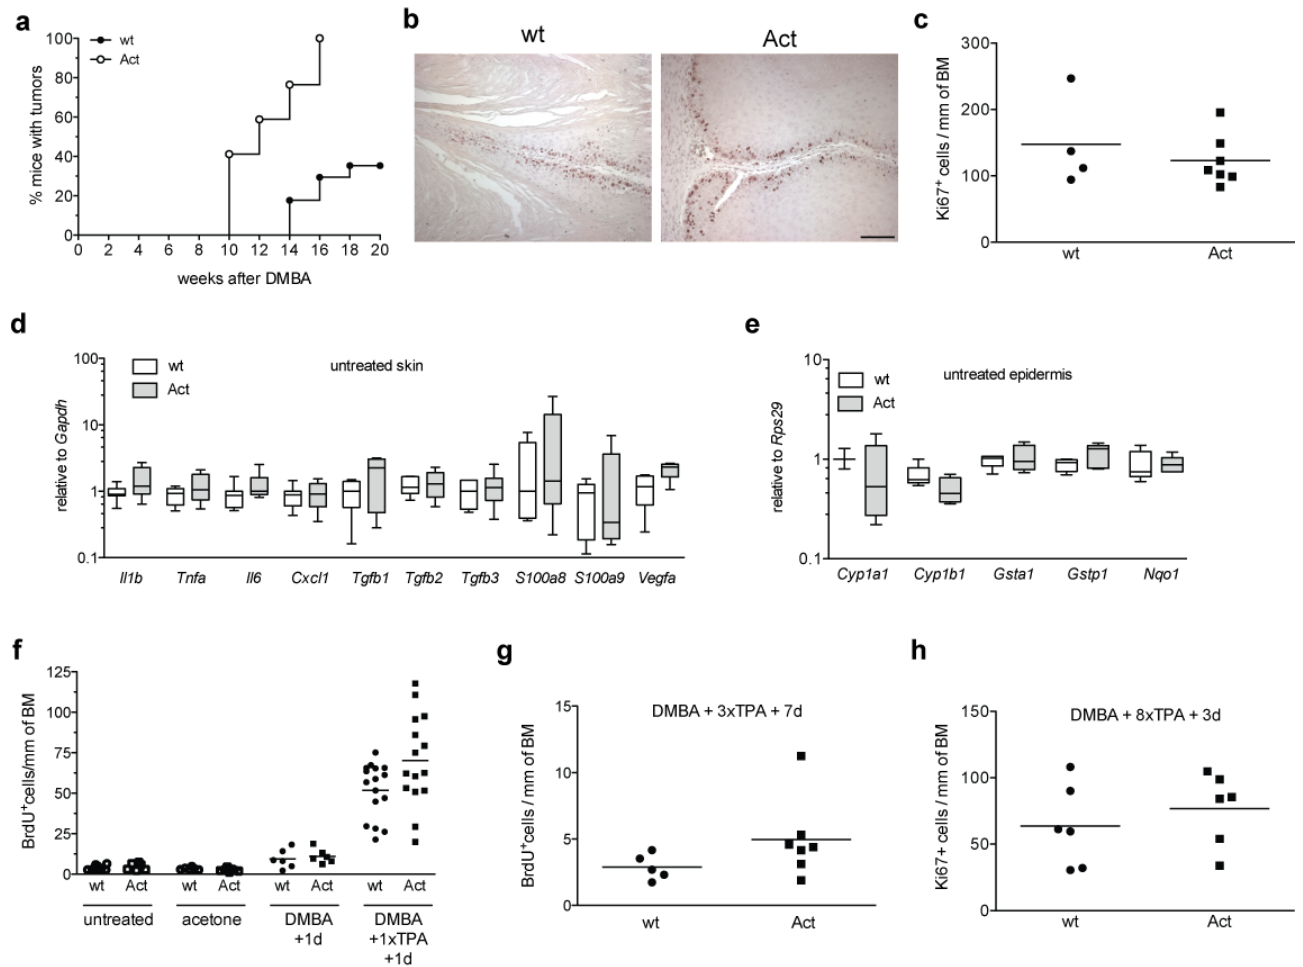 a
% mice with tumors
wt
Act
100
80
60
40
20
0
0 2 4 6 8 10 12 14 16 18 20
weeks after DMBA
b
wt
Act
c
Ki67+ cells / mm of BM
300
200
100
0
wt Act
d
relative to Gapdh
untreated skin
wt
Act
100
10
1
0.1
Il1b Tnfa Il6 Cxcl1 Tgfb1 Tgfb2 Tgfb3 S100a8 S100a9 Vegfa
e
relative to Rps29
untreated epidermis
wt
Act
10
1
0.1
Cyp1a1 Cyp1b1 Gsta1 Gstp1 Nqo1
f
BrdU+cells/mm of BM
125
100
75
50
25
0
wt Act wt Act wt Act wt Act
untreated acetone DMBA DMBA
+1d +1xTPA
+1d
g
BrdU+cells / mm of BM
DMBA + 3xTPA + 7d
15
10
5
0
wt Act
h
Ki67+ cells / mm of BM
DMBA + 8xTPA + 3d
150
100
50
0
wt Act